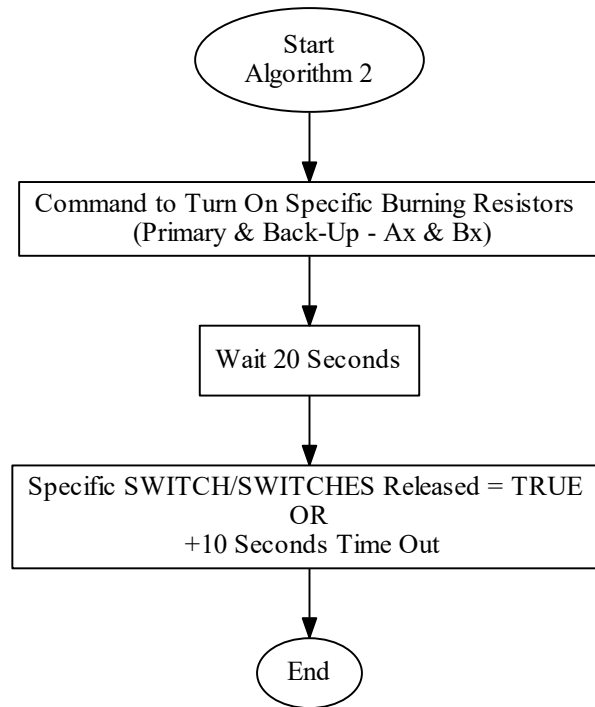 Start
Algorithm 2
Command to Turn On Specific Burning Resistors
(Primary & Back-Up - Ax & Bx)
Wait 20 Seconds
Specific SWITCH/SWITCHES Released = TRUE
OR
+10 Seconds Time Out
End